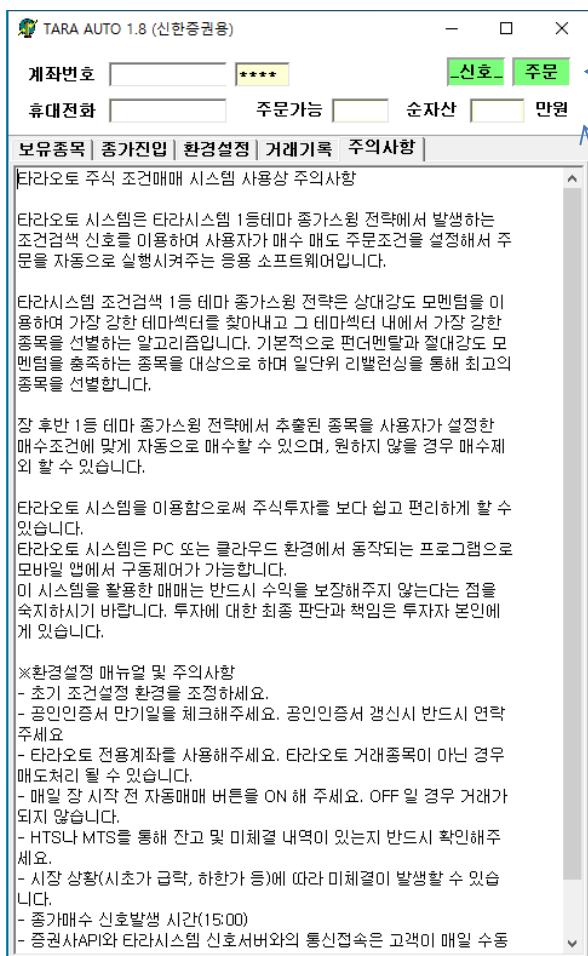 TARA AUTO 1.8 (신한증권용)
계좌번호 **** _신호_ 주문
휴대전화 주문가능 순자산 만원
보유종목 종가진입 환경설정 거래기록 주의사항
타라오토 주식 조건매매 시스템 사용상 주의사항
타라오토 시스템은 타라시스템 1등테마 종가스윙 전략에서 발생하는
조건검색 신호를 이용하여 사용자가 매수 매도 주문조건을 설정해서 주
문을 자동으로 실행시켜주는 응용 소프트웨어입니다.
타라시스템 조건검색 1등 테마 종가스윙 전략은 상대강도 모멘텀을 이
용하여 가장 강한 테마섹터를 찾아내고 그 테마섹터 내에서 가장 강한
종목을 선별하는 알고리즘입니다. 기본적으로 펀더멘탈과 절대강도 모
멘텀을 충족하는 종목을 대상으로 하며 일단위 리밸런싱을 통해 최고의
종목을 선별합니다.
장 후반 1등 테마 종가스윙 전략에서 추출된 종목을 사용자가 설정한
매수조건에 맞게 자동으로 매수할 수 있으며, 원하지 않을 경우 매수제
외 할 수 있습니다.
타라오토 시스템을 이용함으로써 주식투자를 보다 쉽고 편리하게 할 수
있습니다.
타라오토 시스템은 PC 또는 클라우드 환경에서 동작되는 프로그램으로
모바일 앱에서 구동제어가 가능합니다.
이 시스템을 활용한 매매는 반드시 수익을 보장해주지 않는다는 점을
숙지하시기 바랍니다. 투자에 대한 최종 판단과 책임은 투자자 본인에
게 있습니다.
※환경설정 매뉴얼 및 주의사항
- 초기 조건설정 환경을 조정하세요.
- 공인인증서 만기일을 체크해주세요. 공인인증서 갱신시 반드시 연락
주세요
- 타라오토 전용계좌를 사용해주세요. 타라오토 거래종목이 아닌 경우
매도처리 될 수 있습니다.
- 매일 장 시작 전 자동매매 버튼을 ON 해 주세요. OFF 일 경우 거래가
되지 않습니다.
- HTS나 MTS를 통해 잔고 및 미체결 내역이 있는지 반드시 확인해주
세요.
- 시장 상황(시초가 급락, 하한가 등)에 따라 미체결이 발생할 수 있습
니다.
- 종가매수 신호발생 시간(15:00)
- 증권사API와 타라시스템 신호서버와의 통신접속은 고객이 매일 수동